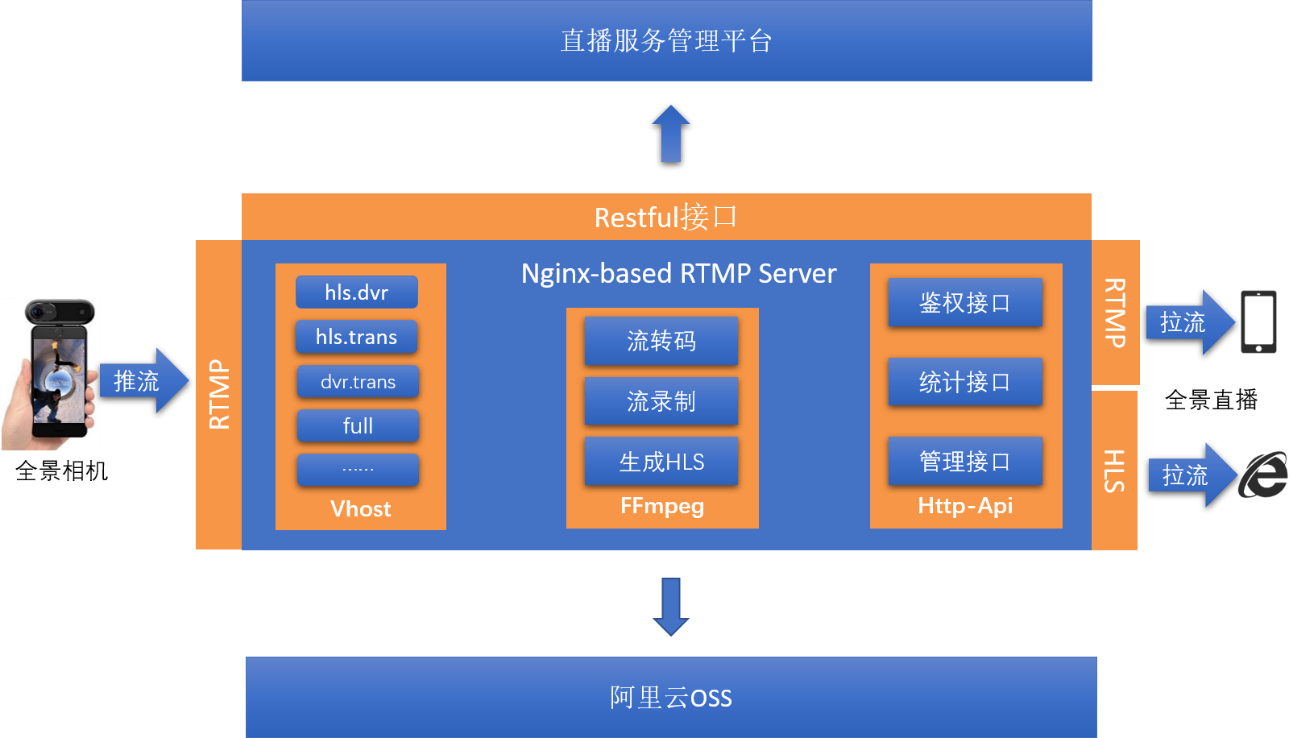 直播服务管理平台
Restful接口
Nginx-based RTMP Server
RTMP
推流
全景相机
hls.dvr
hls.trans
dvr.trans
full
......
Vhost
流转码
流录制
生成HLS
FFmpeg
鉴权接口
统计接口
管理接口
Http-Api
RTMP
拉流
全景直播
HLS
拉流
阿里云OSS